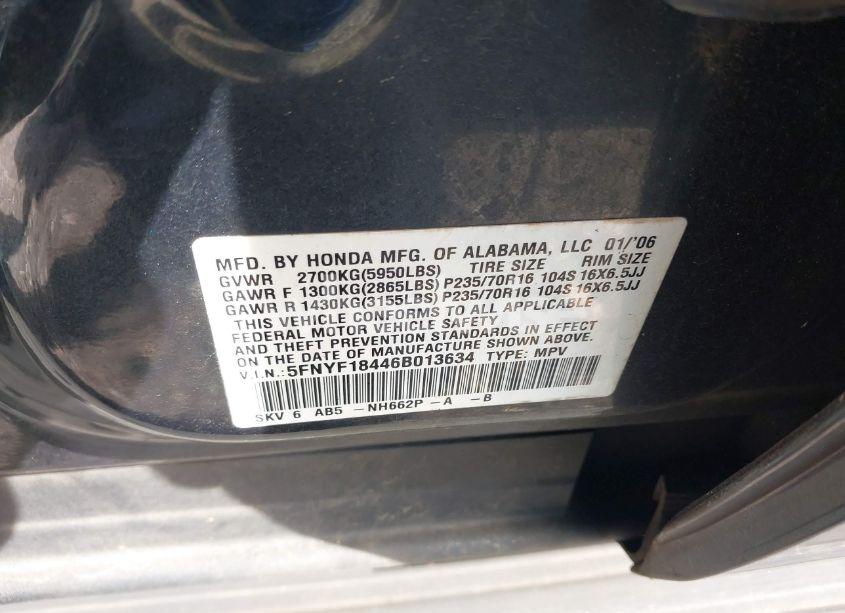 MFD. BY HONDA MFG. OF ALABAMA, LLC 01/'06
GVWR 2700KG(5950LBS) TIRE SIZE RIM SIZE
GAWR F 1300KG(2865LBS) P235/70R16 104S 16X6.5JJ
GAWR R 1430KG(3155LBS) P235/70R16 104S 16X6.5JJ
THIS VEHICLE CONFORMS TO ALL APPLICABLE
FEDERAL MOTOR VEHICLE SAFETY
AND THEFT PREVENTION STANDARDS IN EFFECT
ON THE DATE OF MANUFACTURE SHOWN ABOVE.
V.I.N.: 5FNYF18446B013634 TYPE: MPV
SKV 6 AB5 -NH662P -A -B